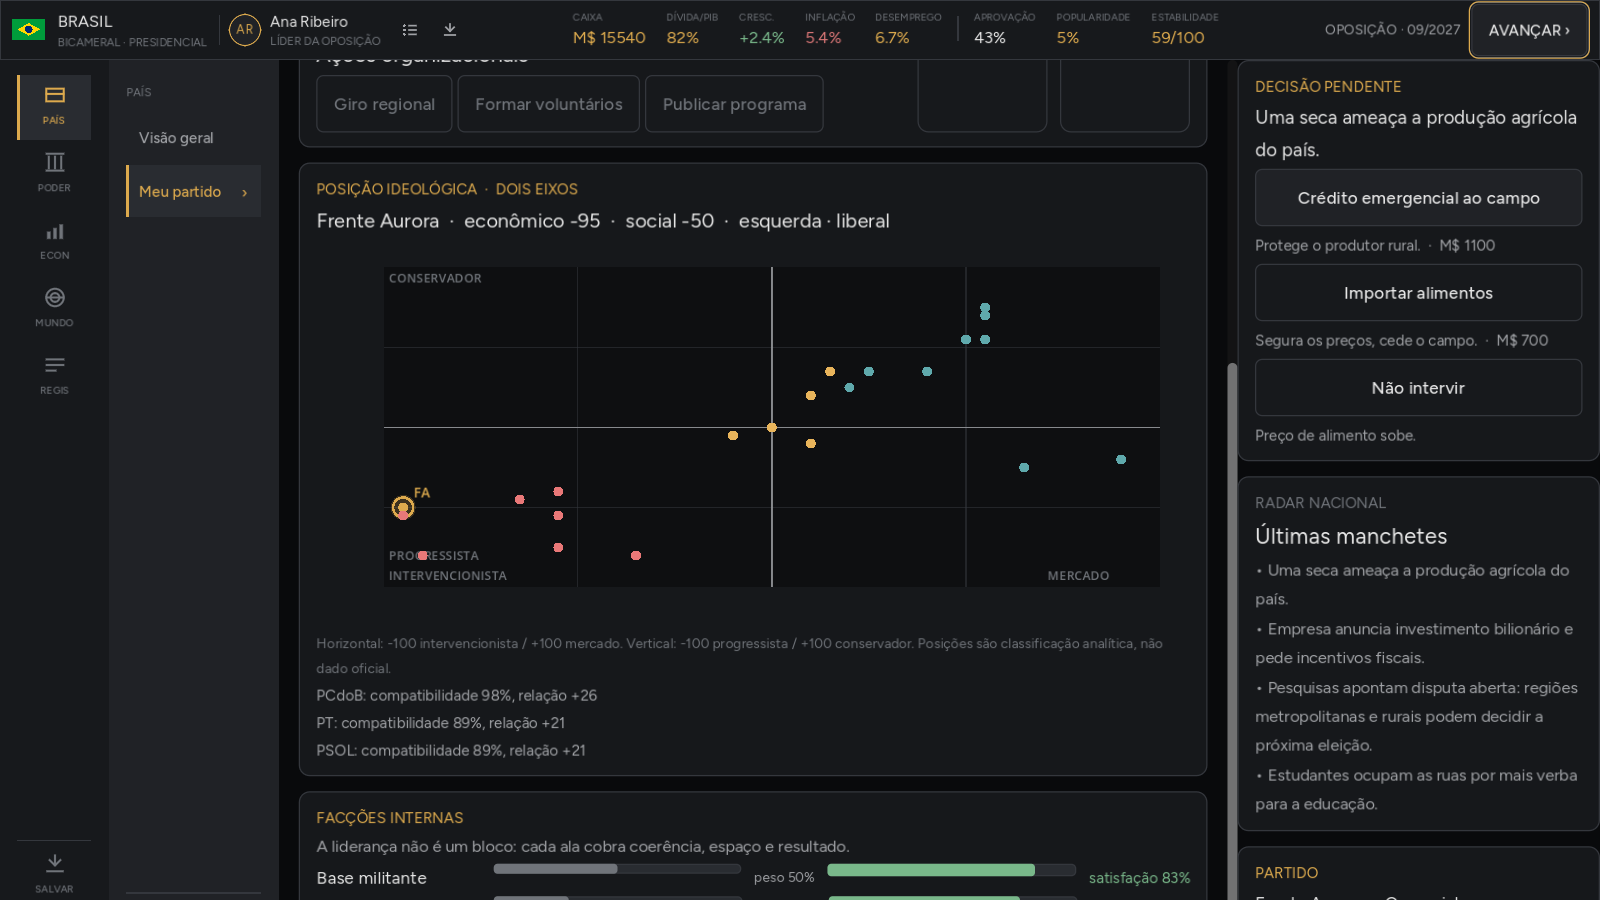 BRASIL
BICAMERAL · PRESIDENCIAL
AR
Ana Ribeiro
LÍDER DA OPOSIÇÃO
CAIXA
M$ 15540
DÍVIDA/PIB
82%
CRESC.
+2.4%
INFLAÇÃO
5.4%
DESEMPREGO
6.7%
APROVAÇÃO
43%
POPULARIDADE
5%
ESTABILIDADE
59/100
OPOSIÇÃO · 09/2027
AVANÇAR ›
PAÍS
PODER
ECON
MUNDO
REGIS
SALVAR
PAÍS
Visão geral
Meu partido ›
Ações organizacionais
Giro regional
Formar voluntários
Publicar programa
POSIÇÃO IDEOLÓGICA · DOIS EIXOS
Frente Aurora · econômico -95 · social -50 · esquerda · liberal
CONSERVADOR
FA
PROGRESSISTA
INTERVENCIONISTA
MERCADO
Horizontal: -100 intervencionista / +100 mercado. Vertical: -100 progressista / +100 conservador. Posições são classificação analítica, não
dado oficial.
PCdoB: compatibilidade 98%, relação +26
PT: compatibilidade 89%, relação +21
PSOL: compatibilidade 89%, relação +21
FACÇÕES INTERNAS
A liderança não é um bloco: cada ala cobra coerência, espaço e resultado.
Base militante
peso 50%
satisfação 83%
DECISÃO PENDENTE
Uma seca ameaça a produção agrícola
do país.
Crédito emergencial ao campo
Protege o produtor rural. · M$ 1100
Importar alimentos
Segura os preços, cede o campo. · M$ 700
Não intervir
Preço de alimento sobe.
RADAR NACIONAL
Últimas manchetes
• Uma seca ameaça a produção agrícola do
país.
• Empresa anuncia investimento bilionário e
pede incentivos fiscais.
• Pesquisas apontam disputa aberta: regiões
metropolitanas e rurais podem decidir a
próxima eleição.
• Estudantes ocupam as ruas por mais verba
para a educação.
PARTIDO